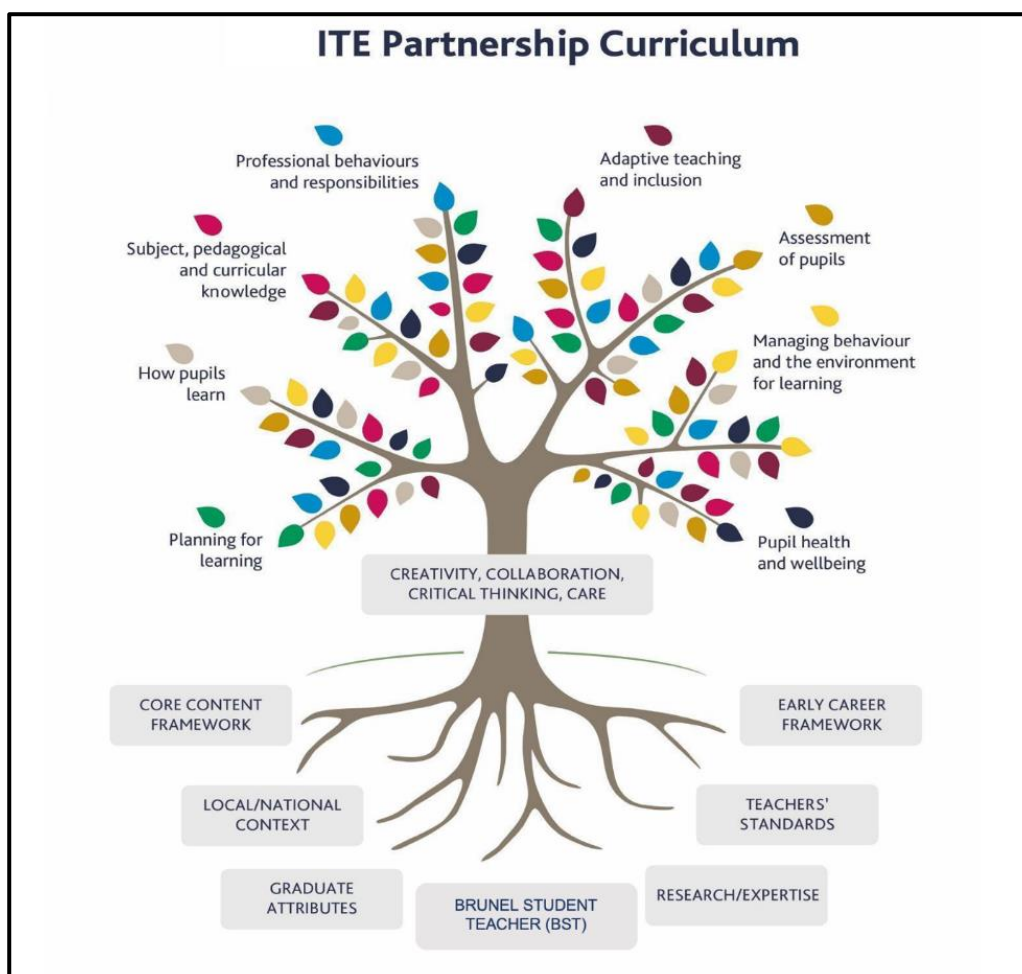 ITE Partnership Curriculum
Professional behaviours
and responsibilities
Adaptive teaching
and inclusion
Subject, pedagogical
and curricular
knowledge
Assessment
of pupils
How pupils
learn
Managing behaviour
and the environment
for learning
Planning for
learning
Pupil health
and wellbeing
CREATIVITY, COLLABORATION,
CRITICAL THINKING, CARE
CORE CONTENT
FRAMEWORK
EARLY CAREER
FRAMEWORK
LOCAL/NATIONAL
CONTEXT
TEACHERS'
STANDARDS
GRADUATE
ATTRIBUTES
BRUNEL STUDENT
TEACHER (BST)
RESEARCH/EXPERTISE